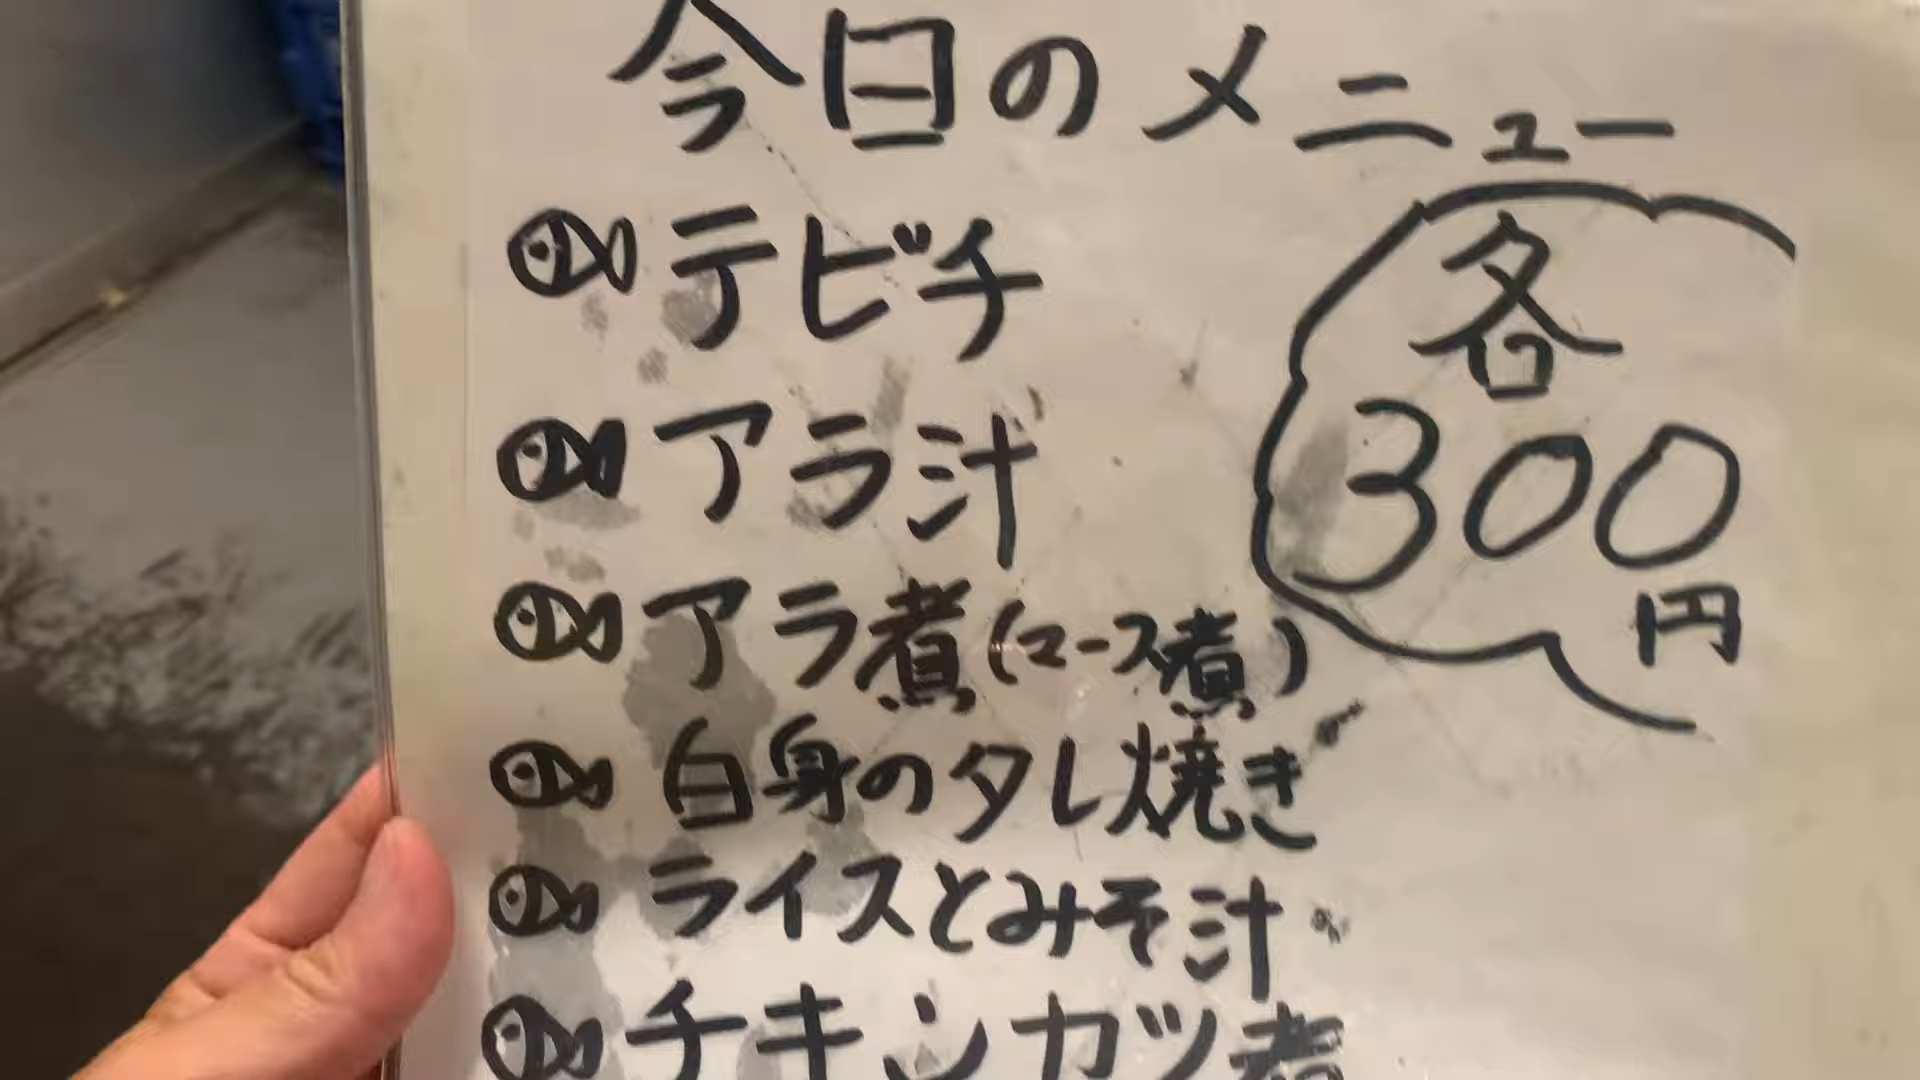 今日のメニュー
テビチ
アラ汁
アラ煮(マース煮)
白身のタレ焼き
ライスとみそ汁
チキンカツ煮
各
300
円